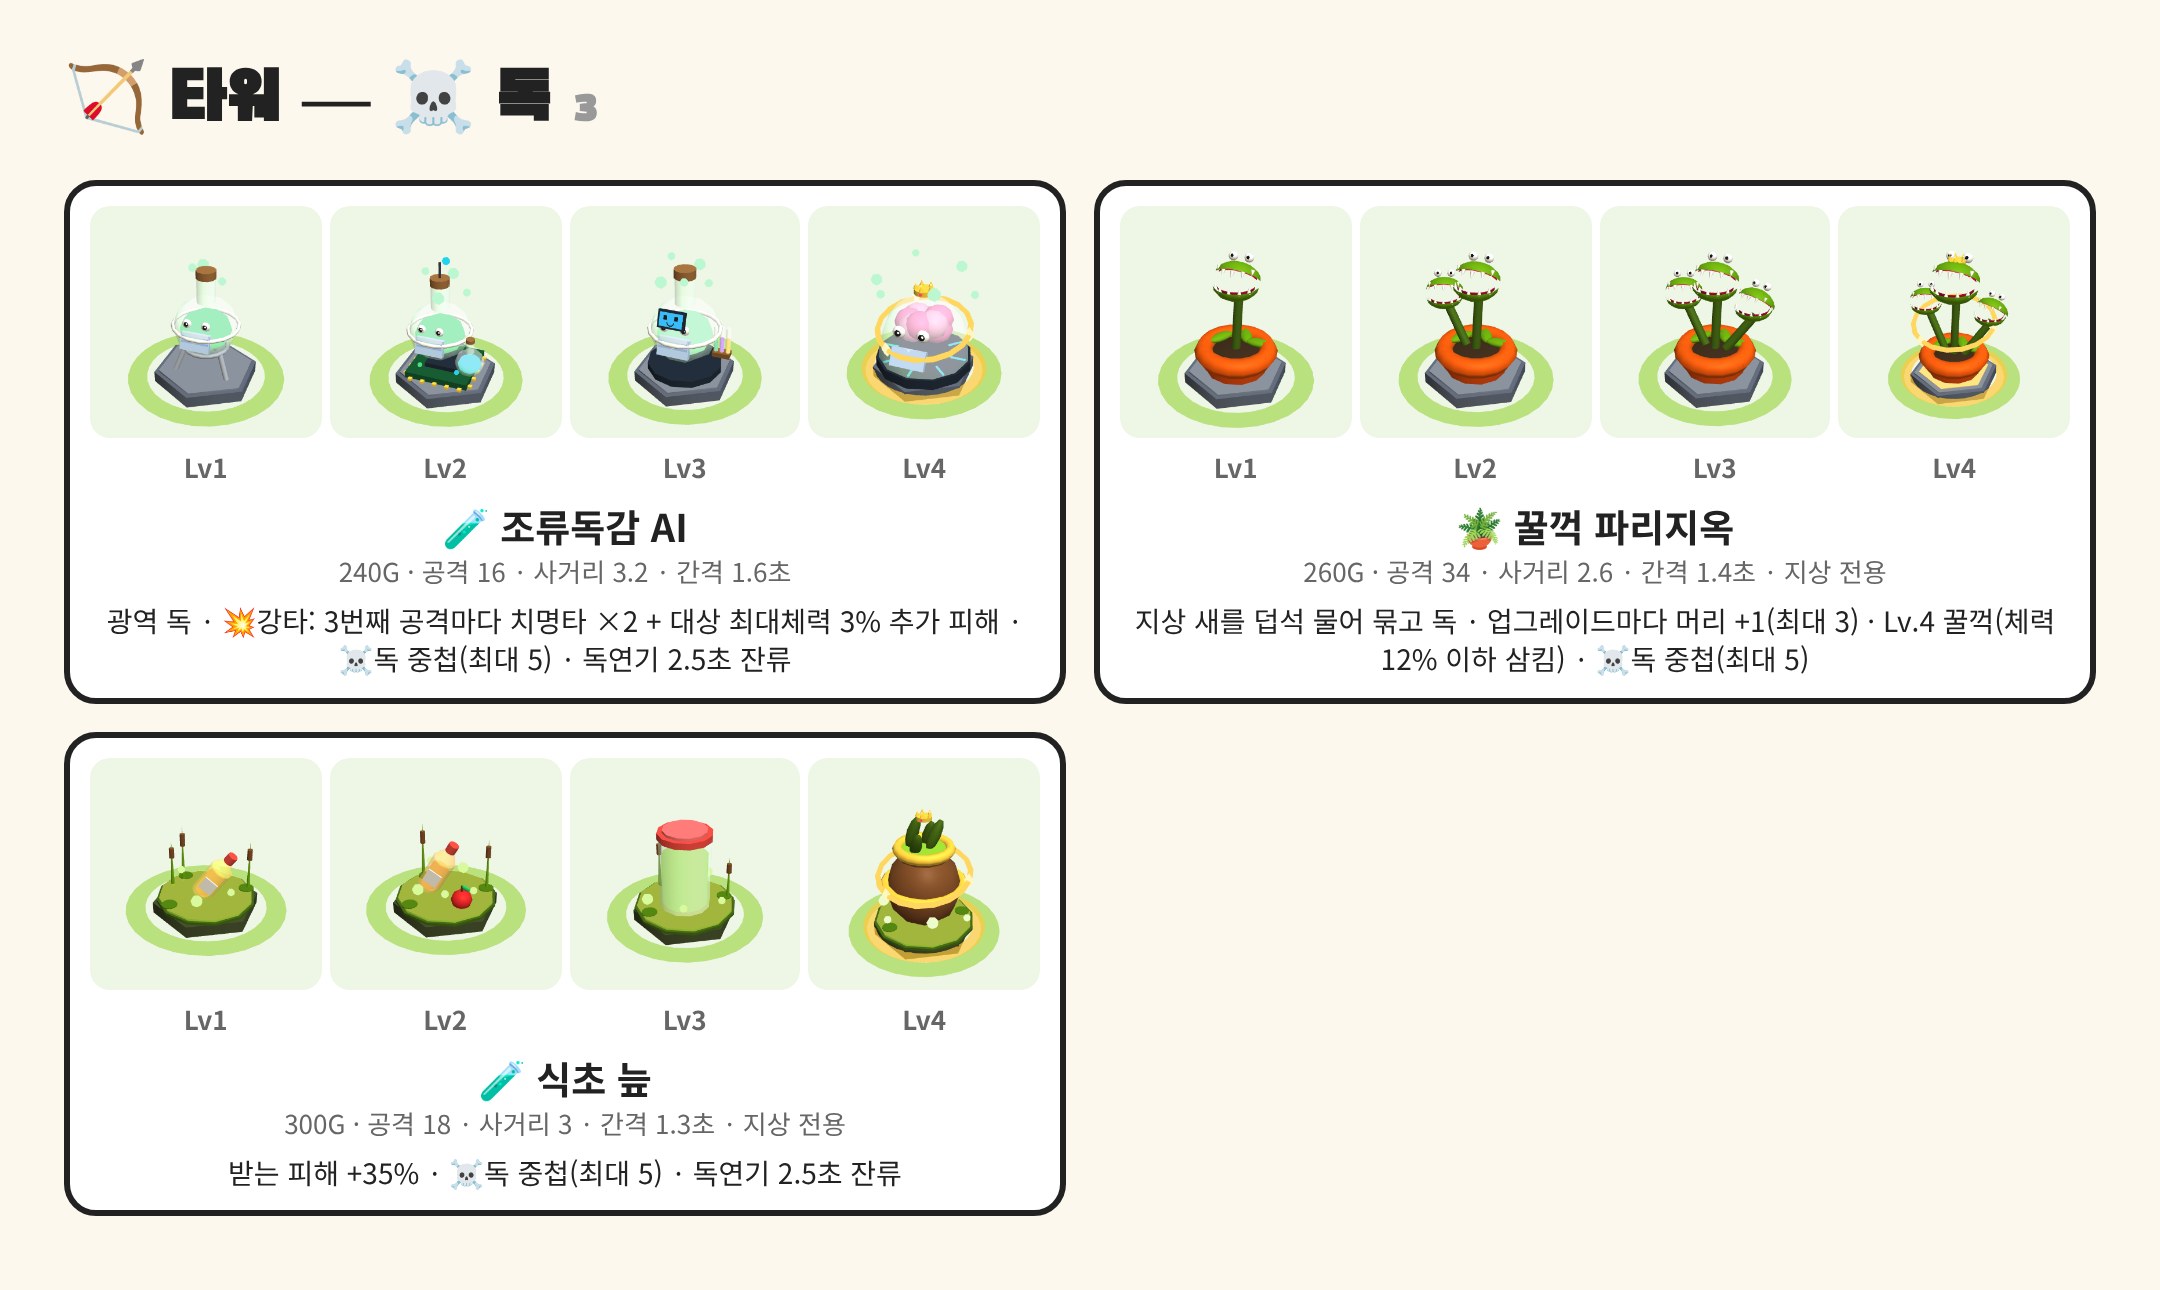 🏹 타워 — ☠️ 독 3
Lv1 Lv2 Lv3 Lv4
🧪 조류독감 AI
240G · 공격 16 · 사거리 3.2 · 간격 1.6초
광역 독 · 💥강타: 3번째 공격마다 치명타 ×2 + 대상 최대체력 3% 추가 피해 ·
☠️독 중첩(최대 5) · 독연기 2.5초 잔류
Lv1 Lv2 Lv3 Lv4
🪴 꿀꺽 파리지옥
260G · 공격 34 · 사거리 2.6 · 간격 1.4초 · 지상 전용
지상 새를 덥석 물어 묶고 독 · 업그레이드마다 머리 +1(최대 3) · Lv.4 꿀꺽(체력
12% 이하 삼킴) · ☠️독 중첩(최대 5)
Lv1 Lv2 Lv3 Lv4
🧪 식초 늪
300G · 공격 18 · 사거리 3 · 간격 1.3초 · 지상 전용
받는 피해 +35% · ☠️독 중첩(최대 5) · 독연기 2.5초 잔류